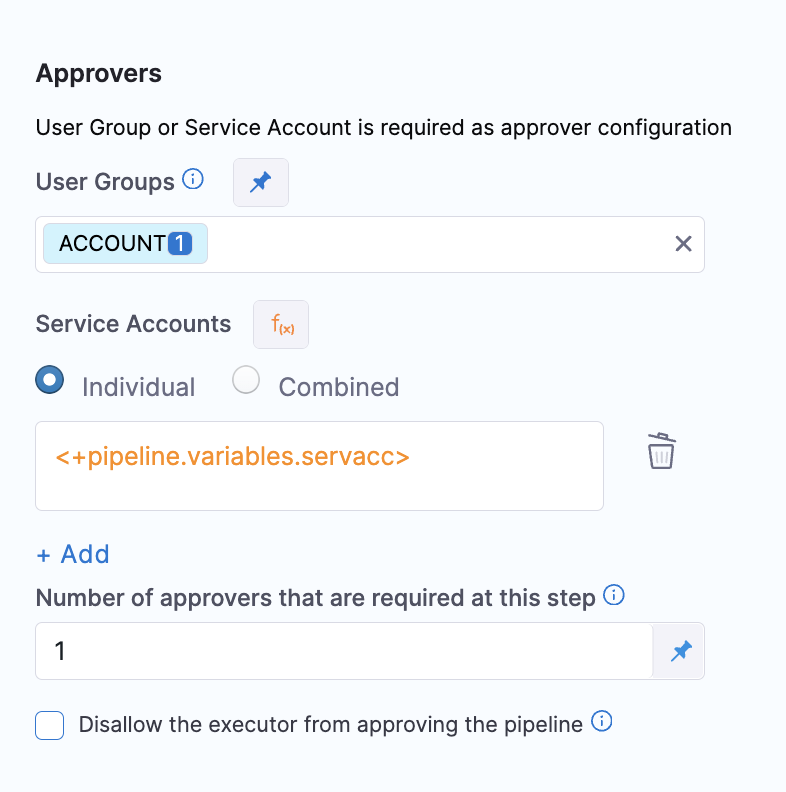 Approvers
User Group or Service Account is required as approver configuration
User Groups
ACCOUNT 1
Service Accounts f(x)
Individual Combined
<+pipeline.variables.servacc>
+ Add
Number of approvers that are required at this step
1
Disallow the executor from approving the pipeline